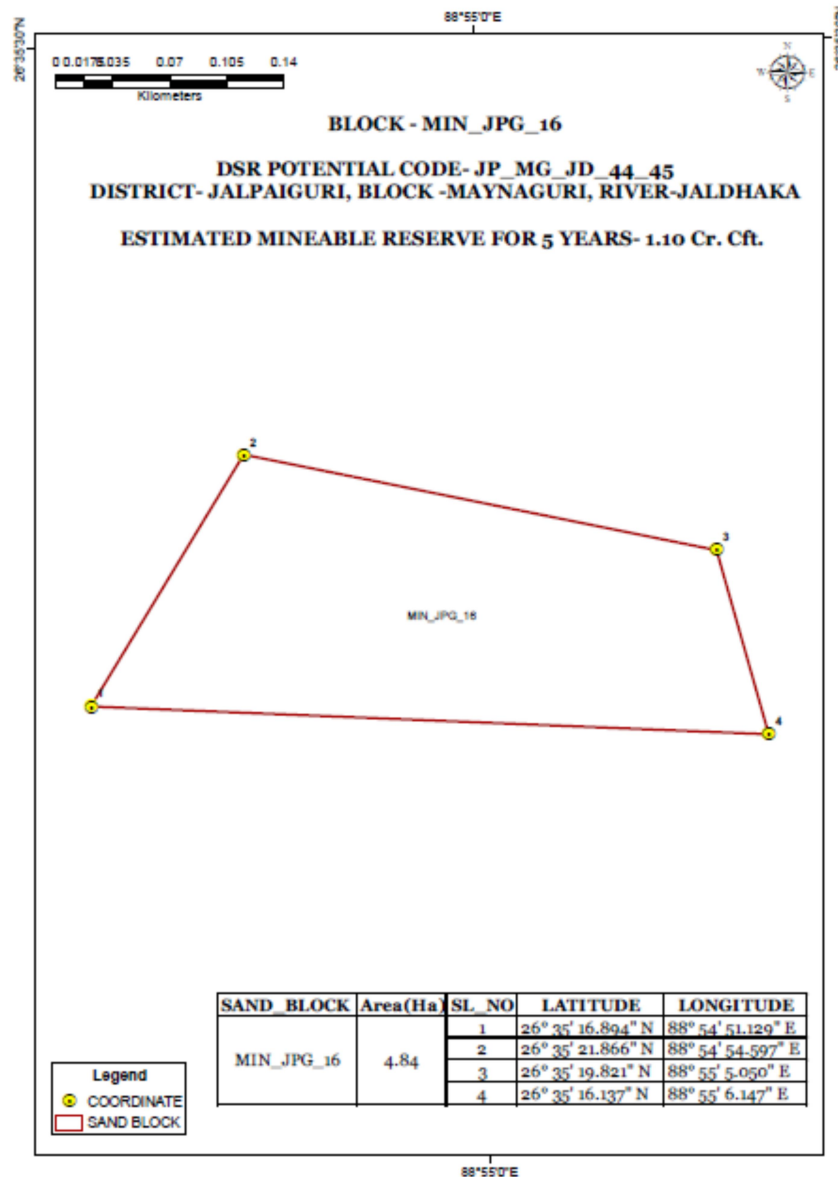 88°55'0"E
26°35'30"N
0 0.0175 0.035 0.07 0.105 0.14
Kilometers
N
W E
S
BLOCK - MIN_JPG_16
DSR POTENTIAL CODE- JP_MG_JD_44_45
DISTRICT- JALPAIGURI, BLOCK -MAYNAGURI, RIVER-JALDHAKA
ESTIMATED MINEABLE RESERVE FOR 5 YEARS- 1.10 Cr. Cft.
2
3
MIN_JPG_16
1
4
SAND_BLOCK Area(Ha) SL_NO LATITUDE LONGITUDE
1 26° 35' 16.894" N 88° 54' 51.129" E
MIN_JPG_16 4.84 2 26° 35' 21.866" N 88° 54' 54.597" E
3 26° 35' 19.821" N 88° 55' 5.050" E
4 26° 35' 16.137" N 88° 55' 6.147" E
Legend
COORDINATE
SAND BLOCK
88°55'0"E